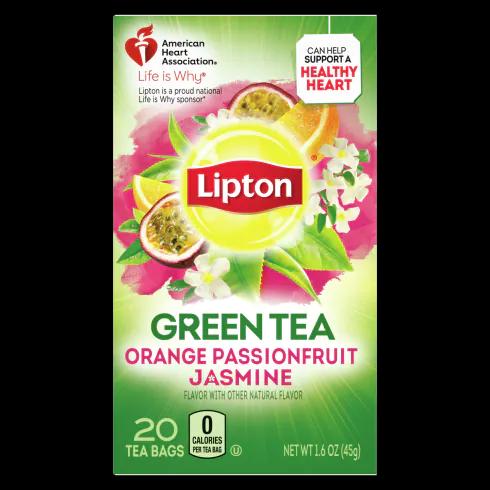 American
Heart
Association®
Life is Why®
Lipton is a proud national
Life is Why sponsor*
CAN HELP
SUPPORT A
HEALTHY
HEART
Lipton
®
GREEN TEA
ORANGE PASSIONFRUIT
JASMINE
FLAVOR WITH OTHER NATURAL FLAVOR
20
TEA BAGS
0
CALORIES
PER TEA BAG
U
NET WT 1.6 OZ (45g)